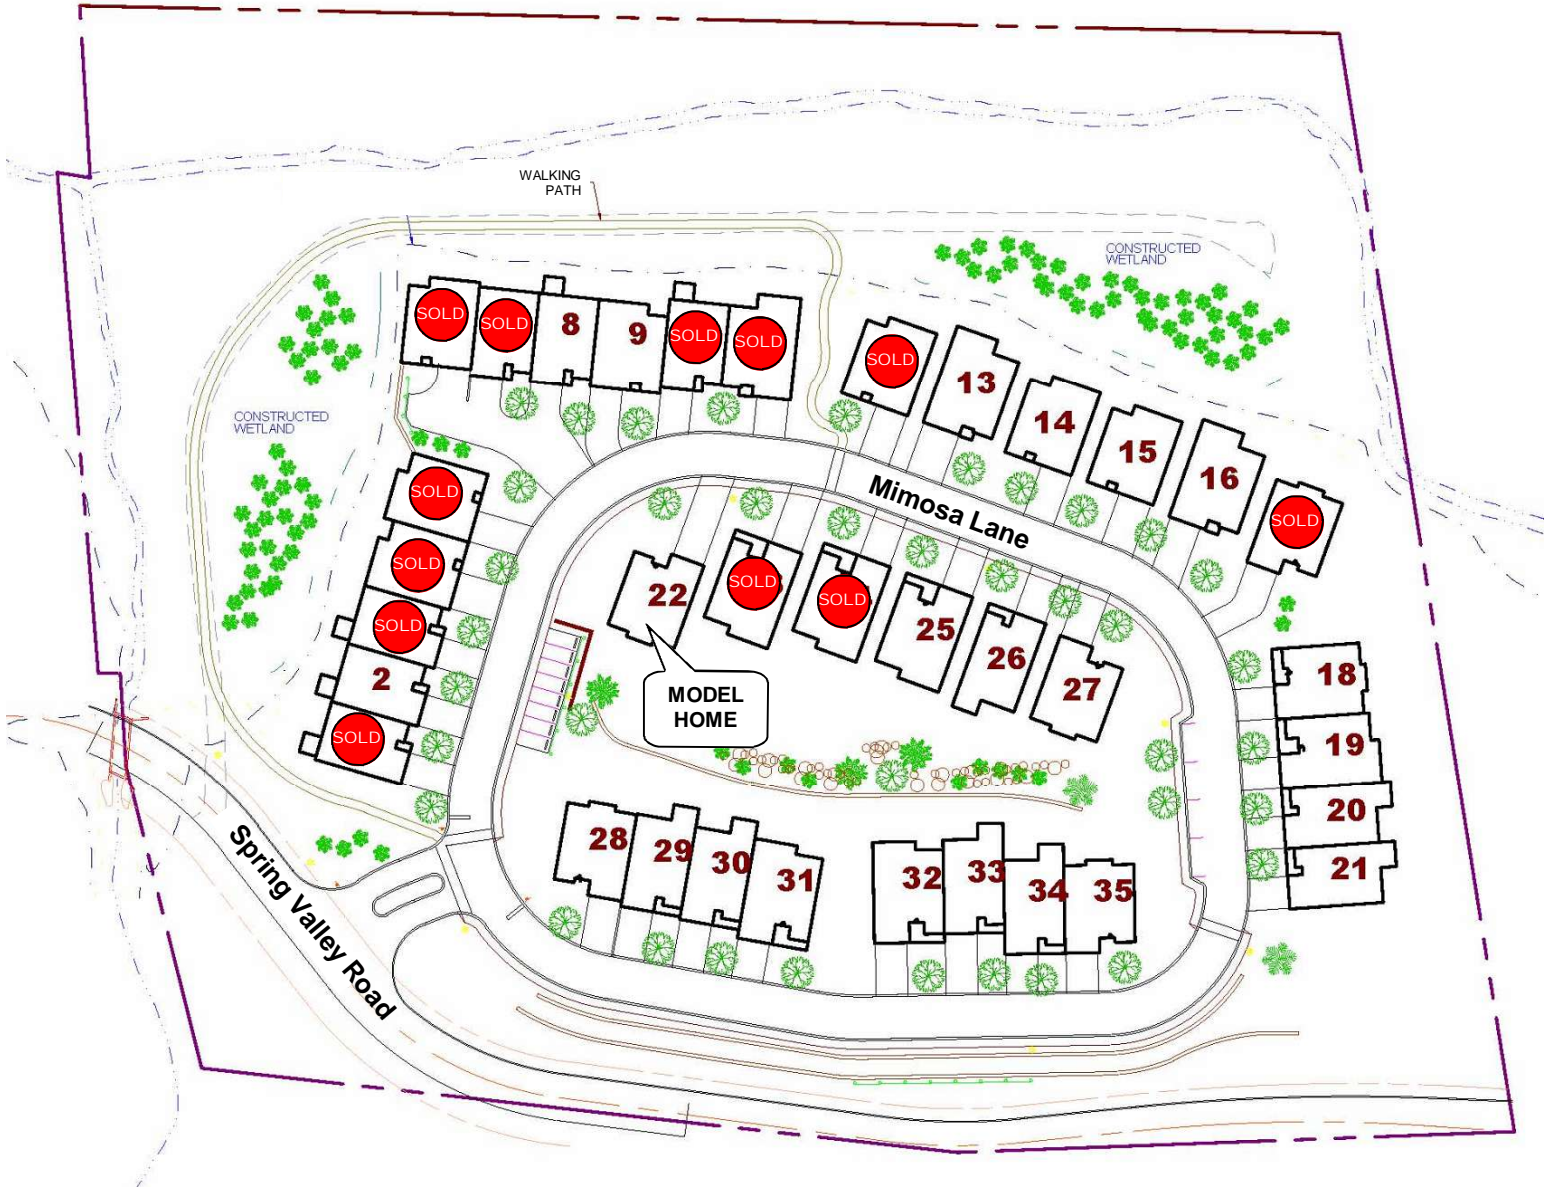 WALKING
PATH
CONSTRUCTED
WETLAND
SOLD
SOLD
8
9
SOLD
SOLD
SOLD
13
14
15
16
SOLD
CONSTRUCTED
WETLAND
SOLD
SOLD
SOLD
2
SOLD
Mimosa Lane
22
SOLD
SOLD
25
26
27
MODEL
HOME
18
19
20
21
28
29
30
31
32
33
34
35
Spring Valley Road